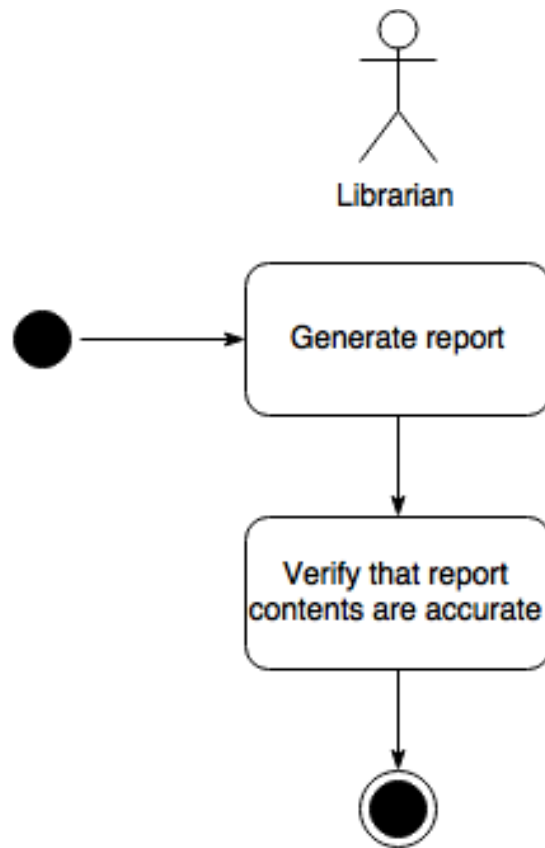 Librarian
Generate report
Verify that report
contents are accurate